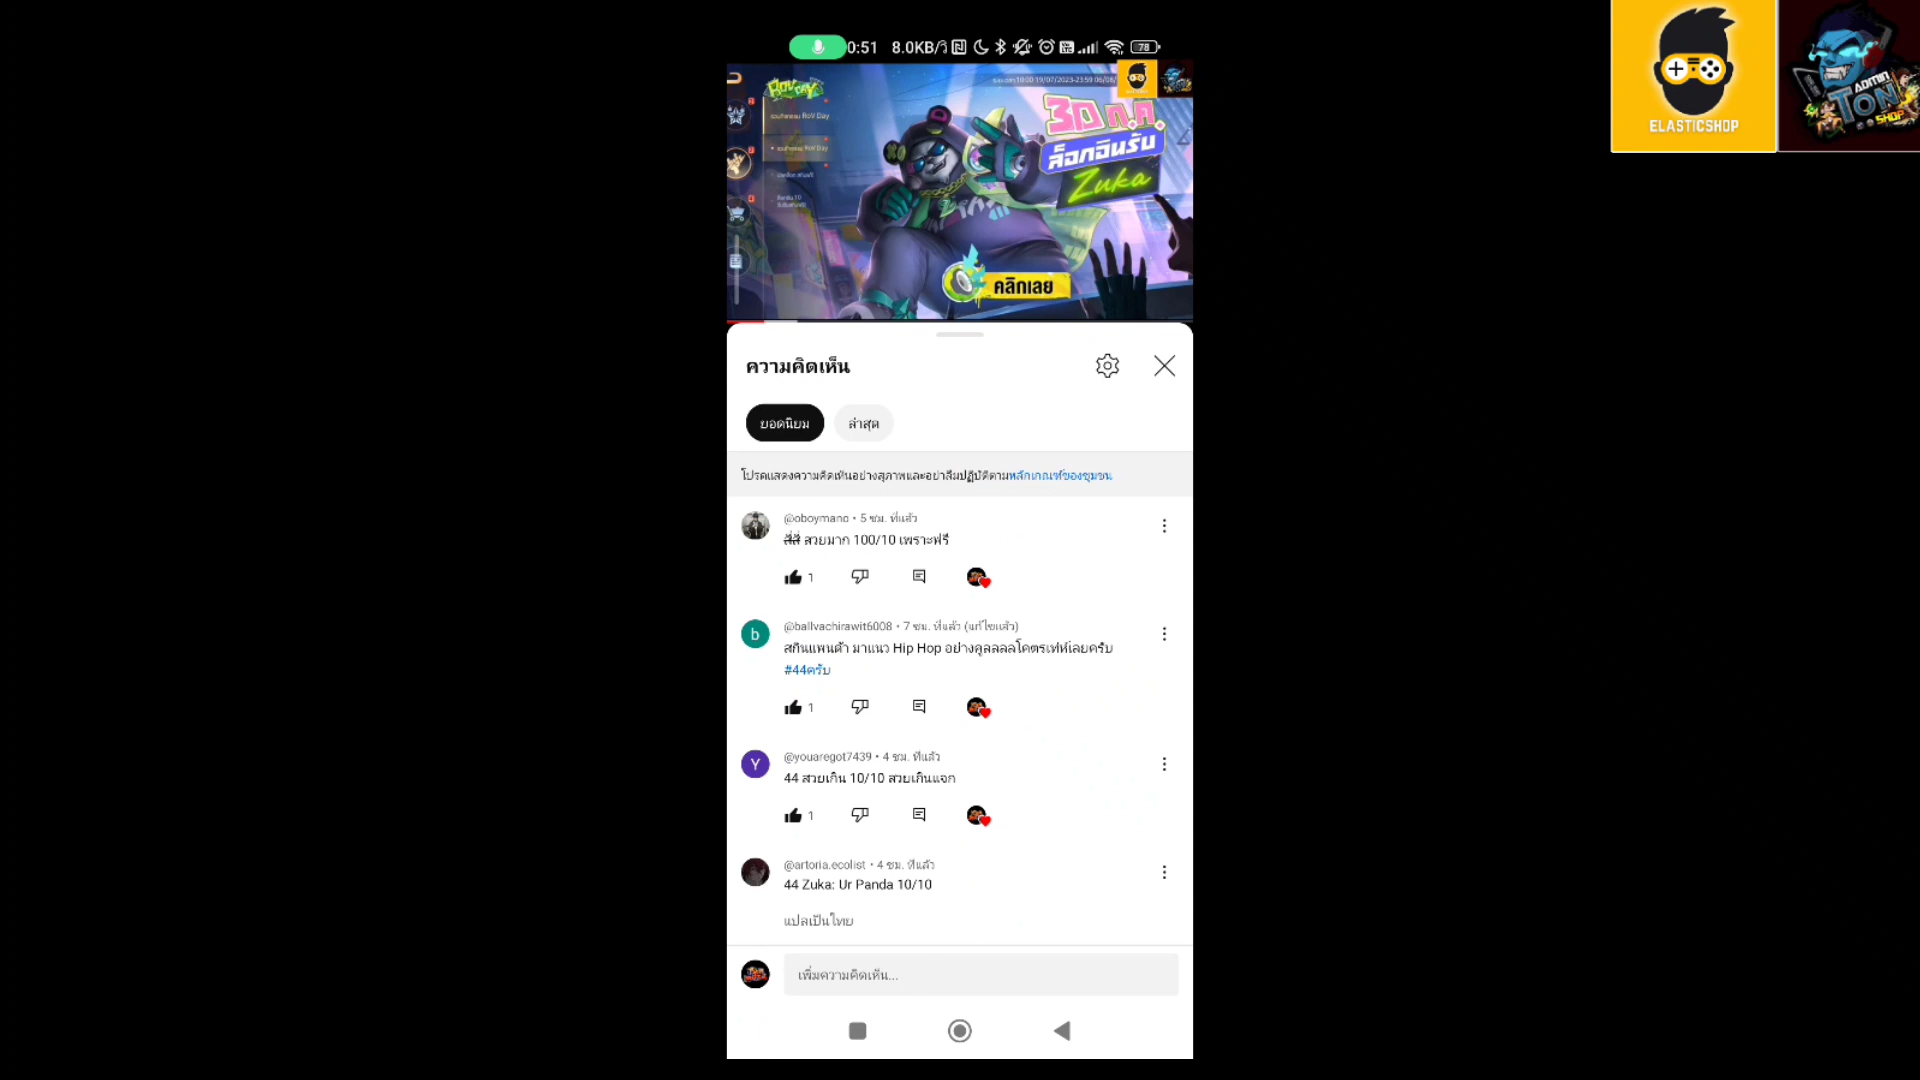 0:51 8.0KB/ว 78
ELASTICSHOP
ADMIN
TON
SHOP
ROV DAY
30 ก.ค
ล็อกอินรับ
Zuka
คลิกเลย
ความคิดเห็น
ยอดนิยม ล่าสุด
โปรดแสดงความคิดเห็นอย่างสุภาพและอย่าลืมปฏิบัติตามหลักเกณฑ์ของชุมชน
@oboymano • 5 ชม. ที่แล้ว
สวยมาก 100/10 เพราะฟรี
1
@ballvachirawit6008 • 7 ชม. ที่แล้ว (แก้ไขแล้ว)
สกินแพนด้า มาแนว Hip Hop อย่างคูลลลลโคตรเท่ห์เลยครับ
#44ครับ
1
@youaregot7439 • 4 ชม. ที่แล้ว
44 สวยเกิน 10/10 สวยเกินแจก
1
@artoria.ecolist • 4 ชม. ที่แล้ว
44 Zuka: Ur Panda 10/10
แปลเป็นไทย
เพิ่มความคิดเห็น...